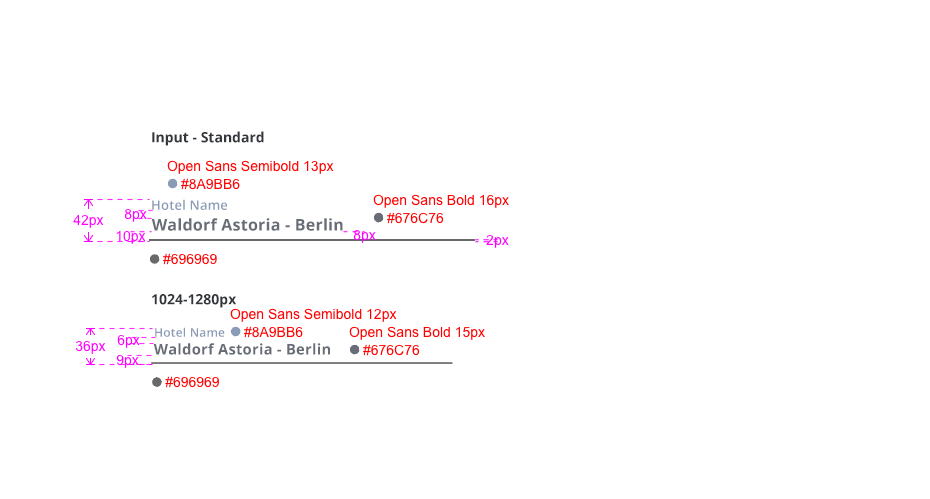 Input - Standard
Open Sans Semibold 13px
#8A9BB6
Open Sans Bold 16px
Hotel Name
8px
42px
#676C76
Waldorf Astoria - Berlin
10px
8px
2px
#696969
1024-1280px
Open Sans Semibold 12px
Hotel Name
#8A9BB6
Open Sans Bold 15px
6px
36px
Waldorf Astoria - Berlin
#676C76
9px
#696969